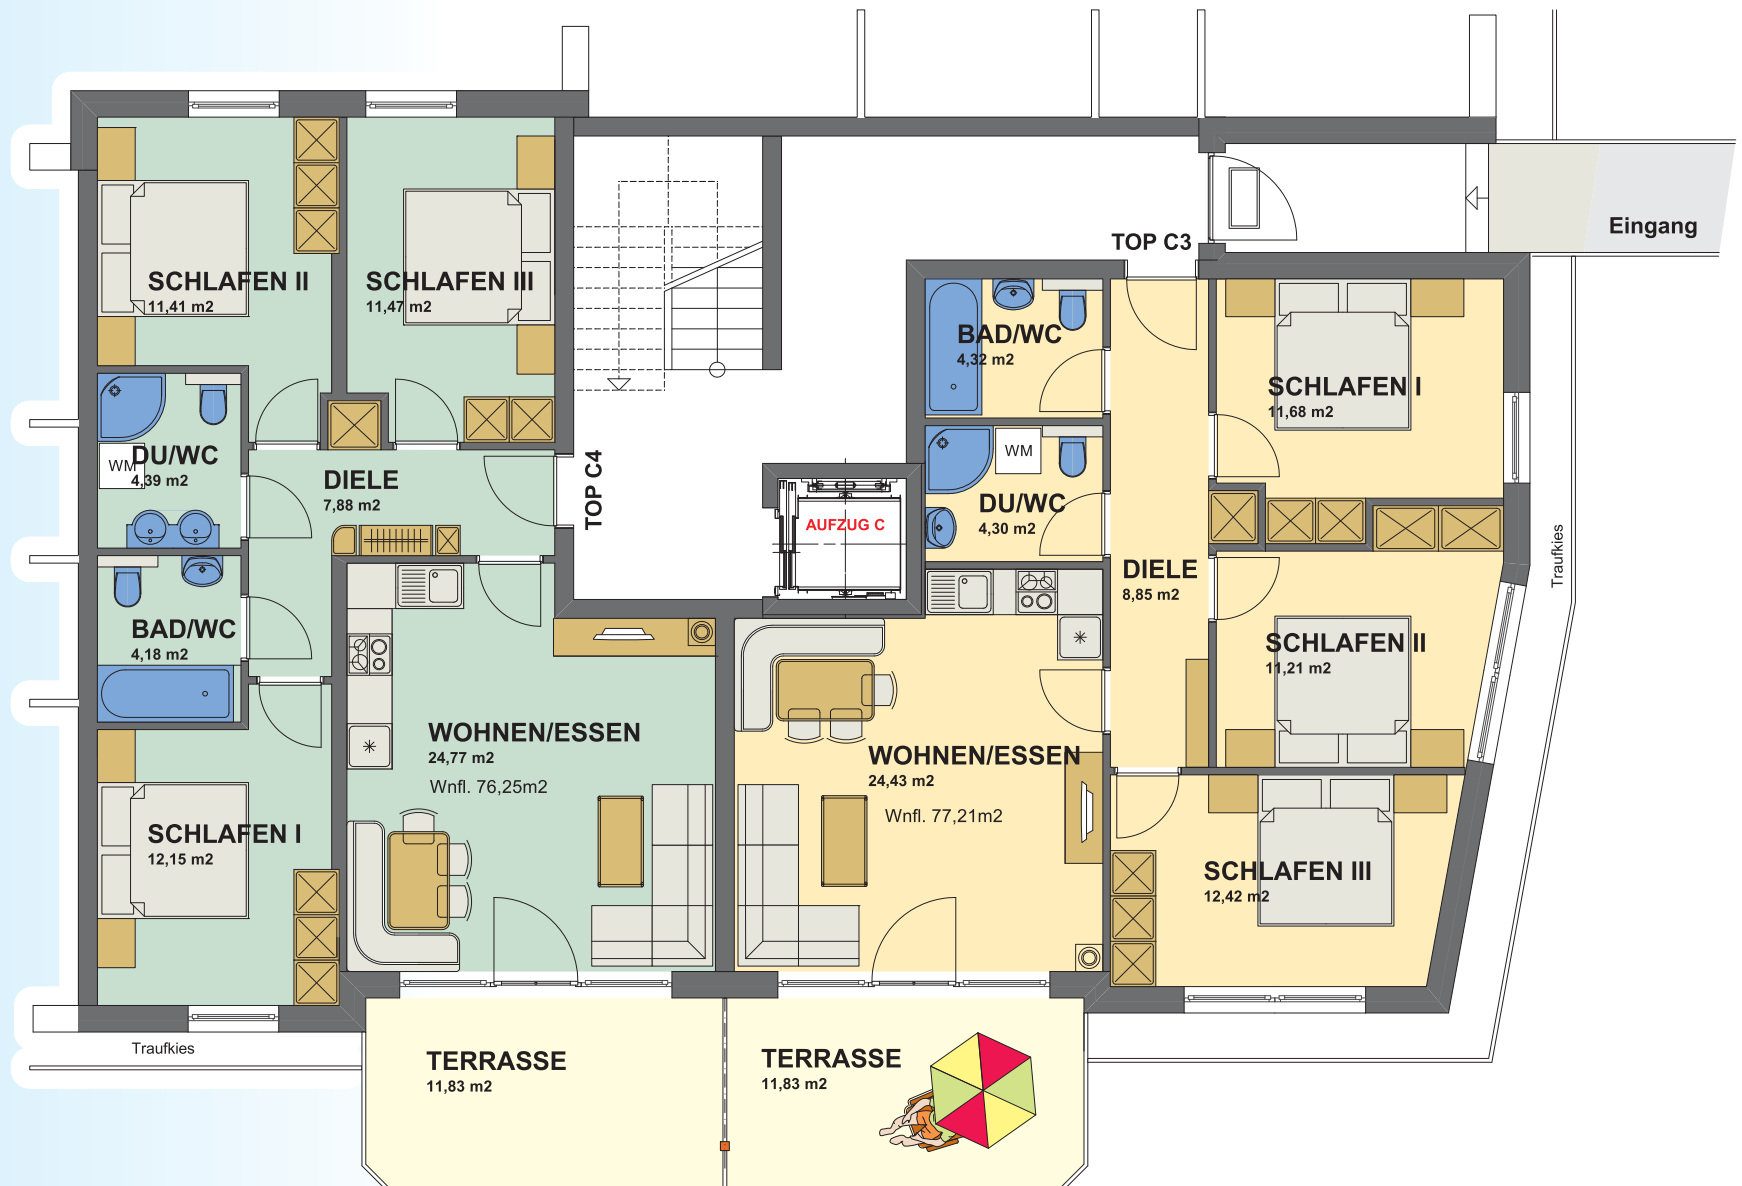 Eingang
TOP C3
SCHLAFEN II
11,41 m2
SCHLAFEN III
11,47 m2
BAD/WC
4,32 m2
SCHLAFEN I
11,68 m2
DU/WC
WM
4,39 m2
DIELE
7,88 m2
TOP C4
AUFZUG C
WM
DU/WC
4,30 m2
DIELE
8,85 m2
Traufkies
BAD/WC
4,18 m2
SCHLAFEN II
11,21 m2
WOHNEN/ESSEN
24,77 m2
Wnfl. 76,25m2
WOHNEN/ESSEN
24,43 m2
Wnfl. 77,21m2
SCHLAFEN I
12,15 m2
SCHLAFEN III
12,42 m2
Traufkies
TERRASSE
11,83 m2
TERRASSE
11,83 m2